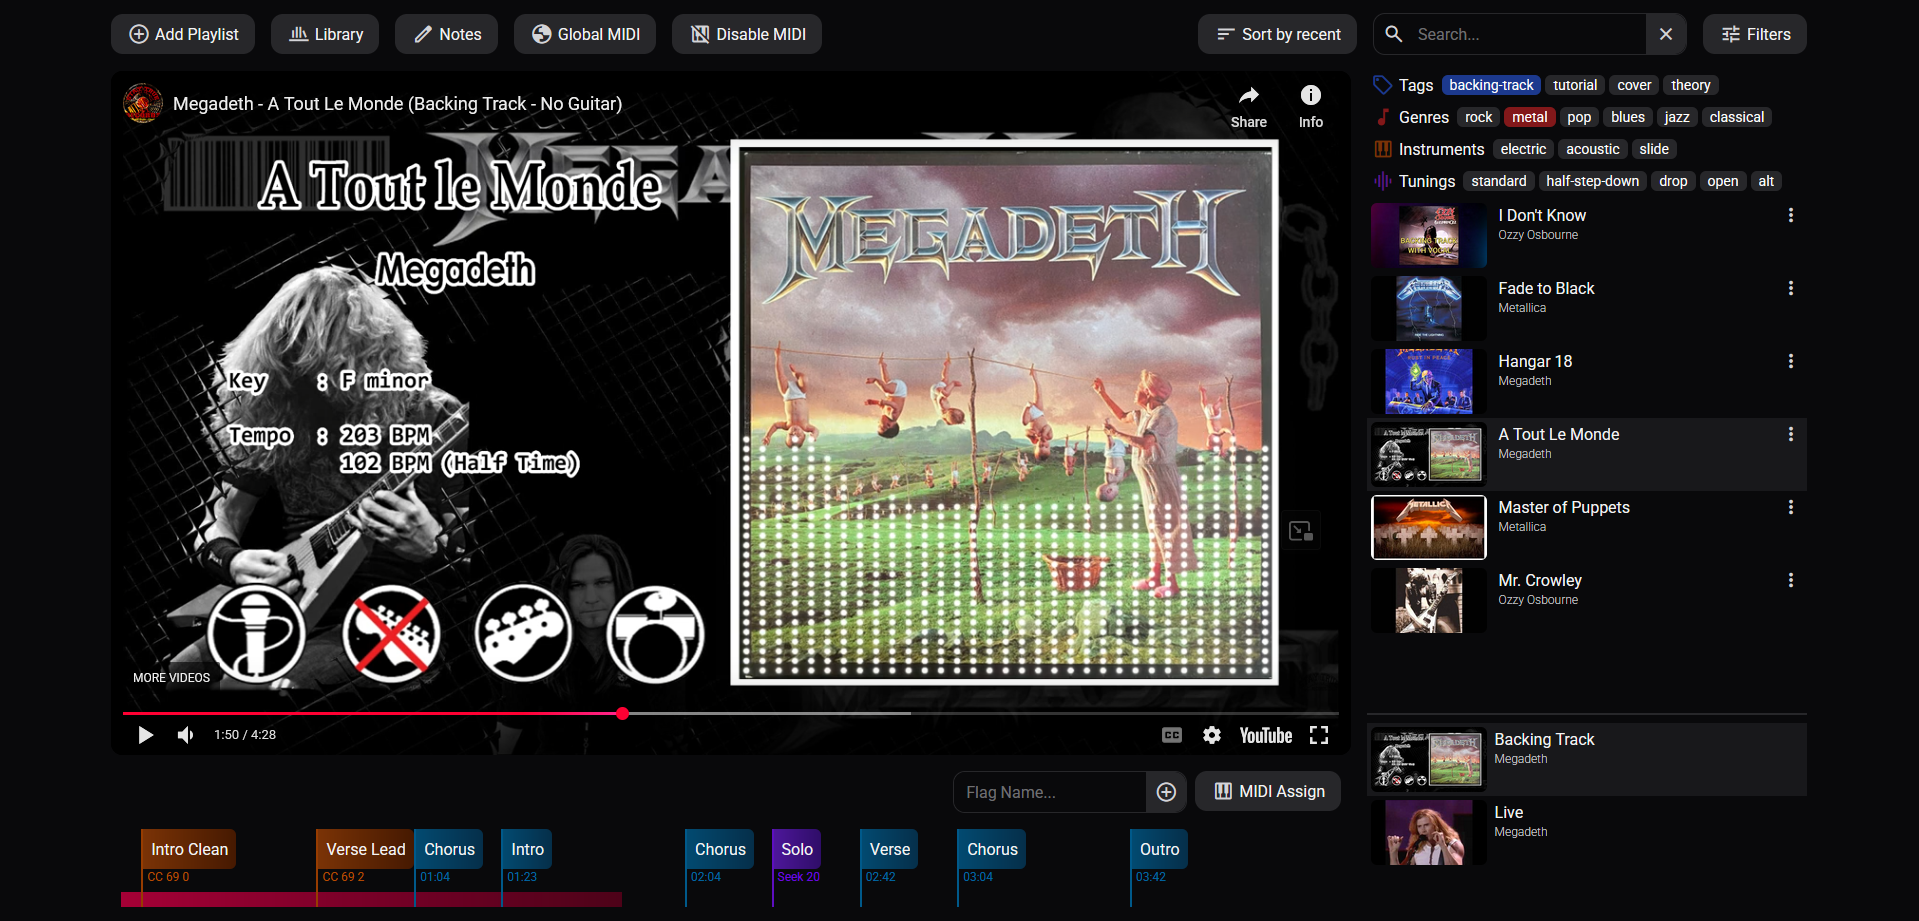 Add Playlist
Library
Notes
Global MIDI
Disable MIDI
Sort by recent
Search...
Filters
Megadeth - A Tout Le Monde (Backing Track - No Guitar)
Share
Info
A Tout le Monde
Megadeth
MEGADETH
Key : F minor
Tempo : 203 BPM
102 BPM (Half Time)
MORE VIDEOS
1:50 / 4:28
CC
YouTube
Tags backing-track tutorial cover theory
Genres rock metal pop blues jazz classical
Instruments electric acoustic slide
Tunings standard half-step-down drop open alt
I Don't Know
Ozzy Osbourne
Fade to Black
Metallica
Hangar 18
Megadeth
A Tout Le Monde
Megadeth
Master of Puppets
Metallica
Mr. Crowley
Ozzy Osbourne
Backing Track
Megadeth
Live
Megadeth
Flag Name...
MIDI Assign
Intro Clean
CC 69 0
Verse Lead
CC 69 2
Chorus
01:04
Intro
01:23
Chorus
02:04
Solo
Seek 20
Verse
02:42
Chorus
03:04
Outro
03:42